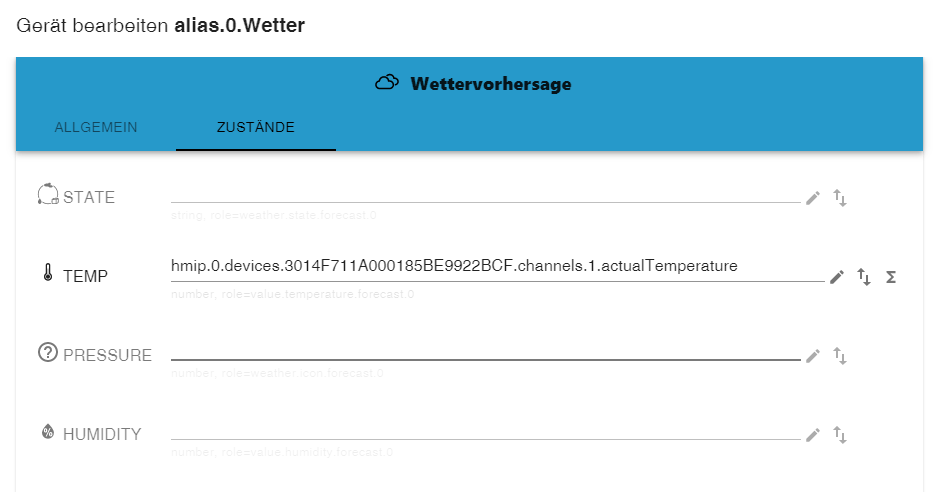 Gerät bearbeiten alias.0.Wetter
Wettervorhersage
ALLGEMEIN ZUSTÄNDE
STATE
string, role=weather.state.forecast.0
hmip.0.devices.3014F711A000185BE9922BCF.channels.1.actualTemperature
TEMP
number, role=value.temperature.forecast.0
PRESSURE
number, role=weather.icon.forecast.0
HUMIDITY
number, role=value.humidity.forecast.0